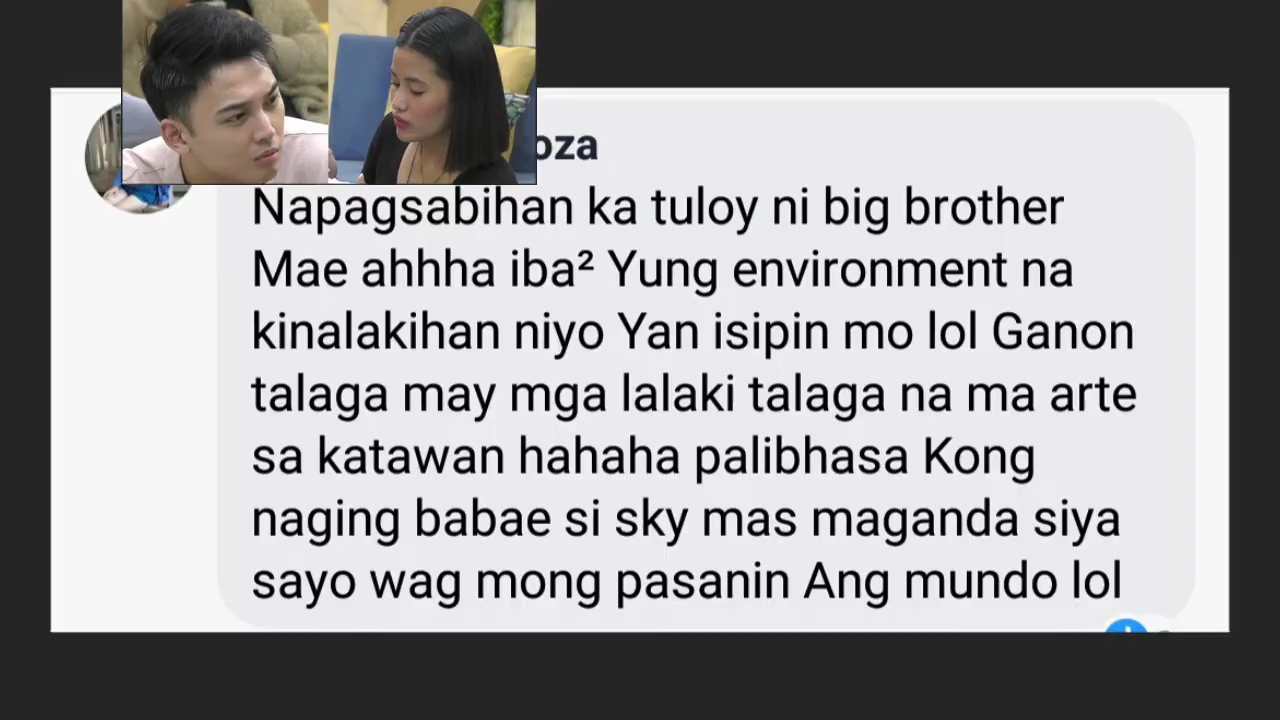 oza
Napagsabihan ka tuloy ni big brother
Mae ahhha iba² Yung environment na
kinalakihan niyo Yan isipin mo lol Ganon
talaga may mga lalaki talaga na ma arte
sa katawan hahaha palibhasa Kong
naging babae si sky mas maganda siya
sayo wag mong pasanin Ang mundo lol